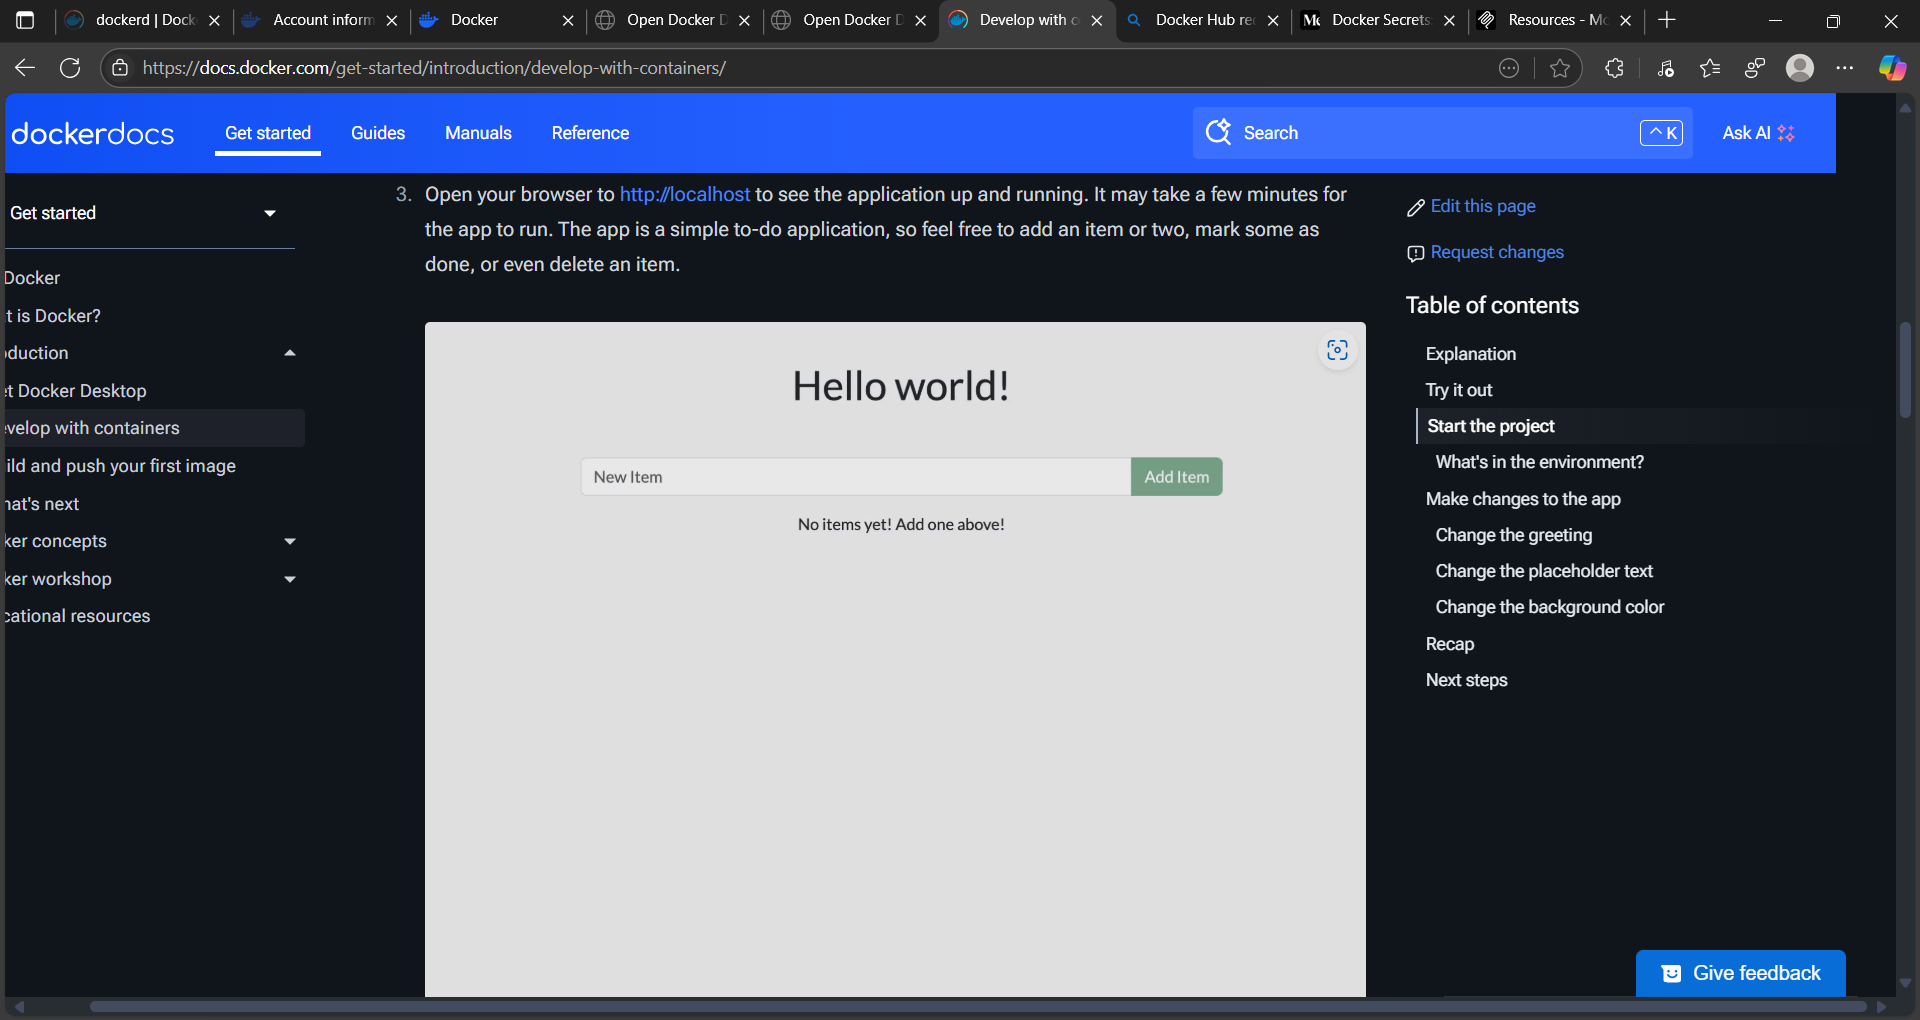 dockerd | Dock
Account inform
Docker
Open Docker D
Open Docker D
Develop with c
Docker Hub re
Docker Secrets
Resources - Mc
https://docs.docker.com/get-started/introduction/develop-with-containers/
dockerdocs
Get started
Guides
Manuals
Reference
Search
^ K
Ask AI
Get started
Docker
t is Docker?
duction
t Docker Desktop
evelop with containers
ild and push your first image
hat's next
ker concepts
ker workshop
cational resources
3. Open your browser to http://localhost to see the application up and running. It may take a few minutes for
the app to run. The app is a simple to-do application, so feel free to add an item or two, mark some as
done, or even delete an item.
Hello world!
New Item
Add Item
No items yet! Add one above!
Edit this page
Request changes
Table of contents
Explanation
Try it out
Start the project
What's in the environment?
Make changes to the app
Change the greeting
Change the placeholder text
Change the background color
Recap
Next steps
Give feedback